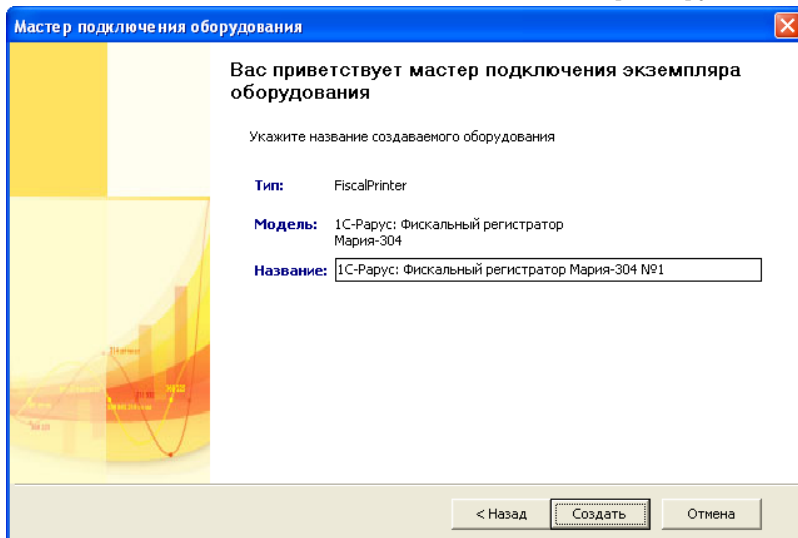 Мастер подключения оборудования
Вас приветствует мастер подключения экземпляра
оборудования
Укажите название создаваемого оборудования
Тип: FiscalPrinter
Модель: 1С-Рарус: Фискальный регистратор
Мария-304
Название: 1С-Рарус: Фискальный регистратор Мария-304 №1
< Назад Создать Отмена